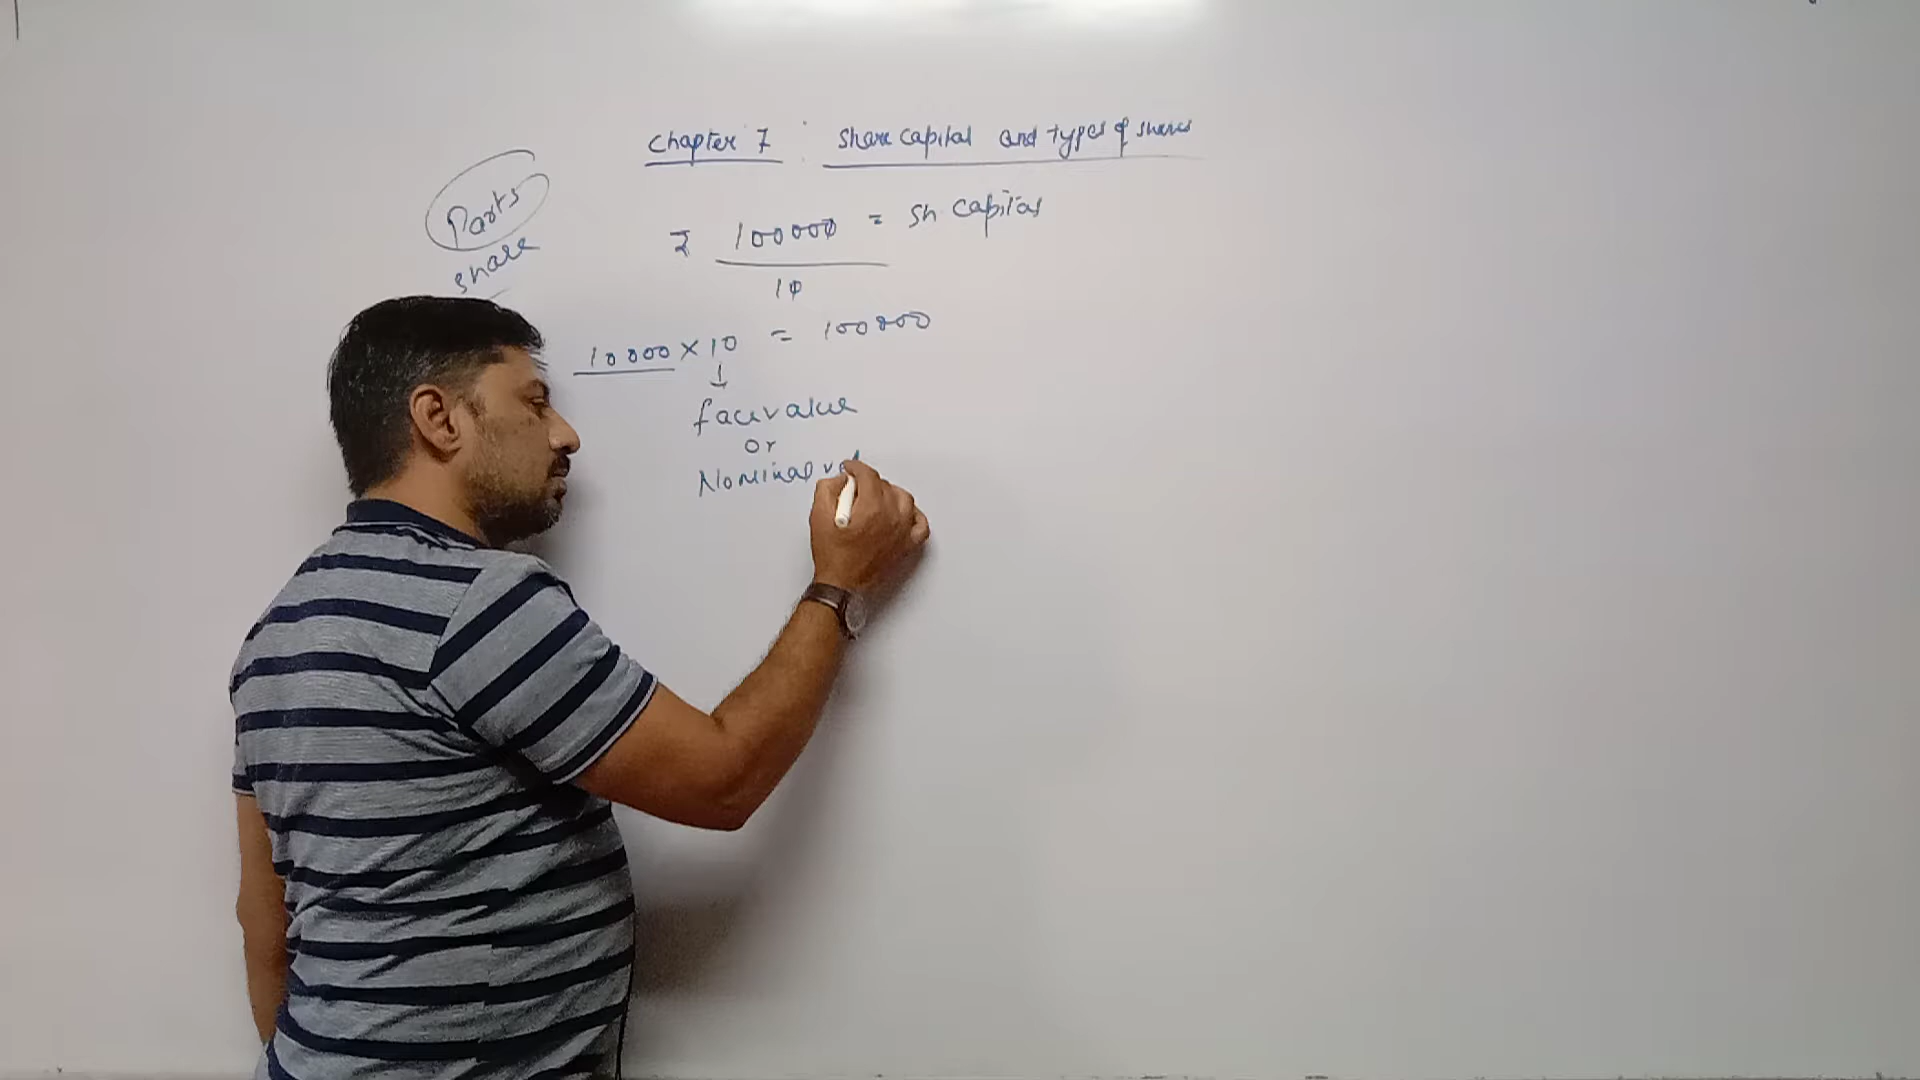 Chapter 7 : Share capital and types of shares
Parts
Share
₹ 100000 = Sh capital
10
10000 × 10 = 100000
↓
facevalue
or
Nominal val